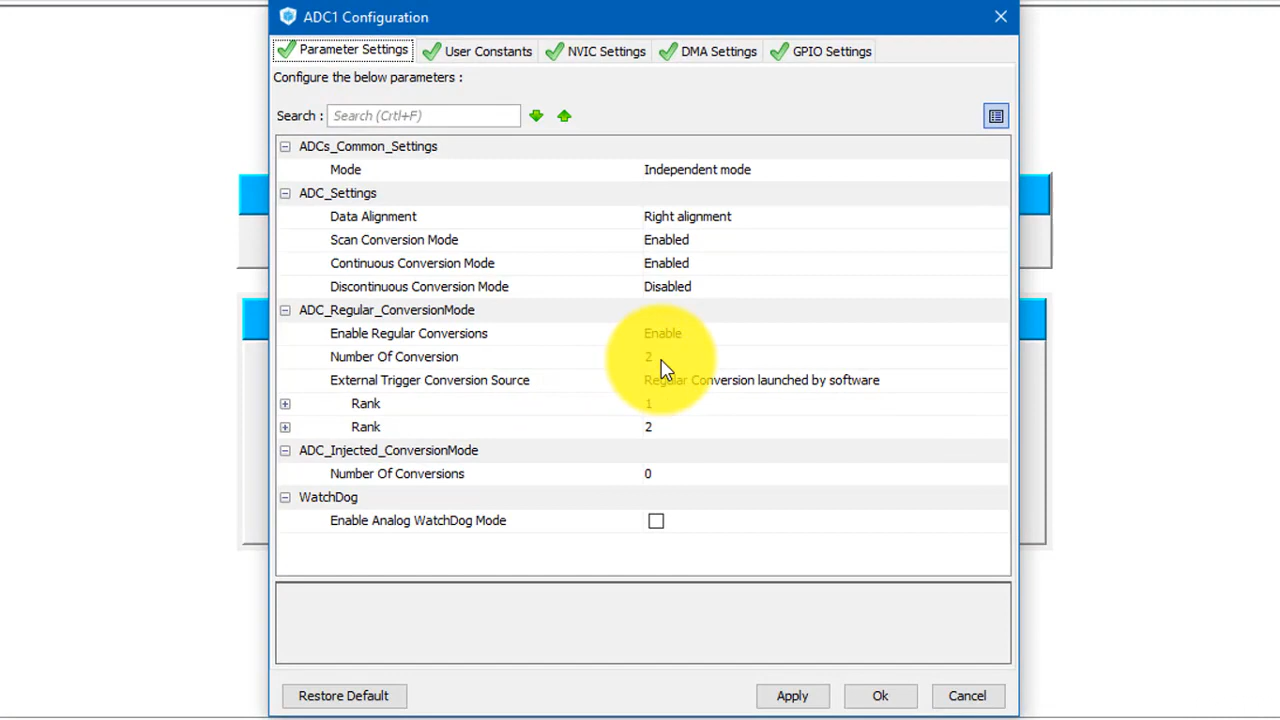 ADC1 Configuration
Parameter Settings User Constants NVIC Settings DMA Settings GPIO Settings
Configure the below parameters :
Search : Search (Crtl+F)
ADCs_Common_Settings
Mode Independent mode
ADC_Settings
Data Alignment Right alignment
Scan Conversion Mode Enabled
Continuous Conversion Mode Enabled
Discontinuous Conversion Mode Disabled
ADC_Regular_ConversionMode
Enable Regular Conversions Enable
Number Of Conversion 2
External Trigger Conversion Source Regular Conversion launched by software
Rank 1
Rank 2
ADC_Injected_ConversionMode
Number Of Conversions 0
WatchDog
Enable Analog WatchDog Mode
Restore Default Apply Ok Cancel